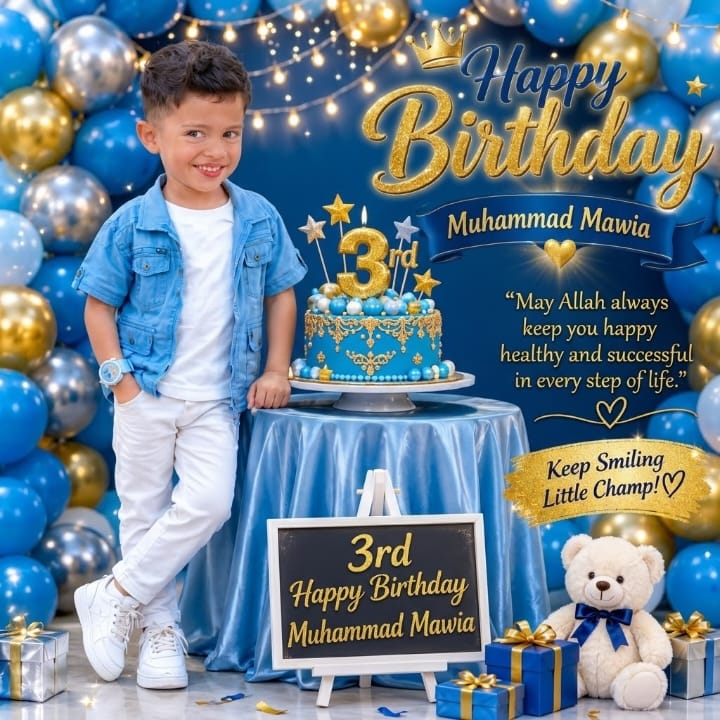 Happy
Birthday
Muhammad Mawia
“May Allah always
keep you happy
healthy and successful
in every step of life.”
Keep Smiling
Little Champ!
3rd
3rd
Happy Birthday
Muhammad Mawia